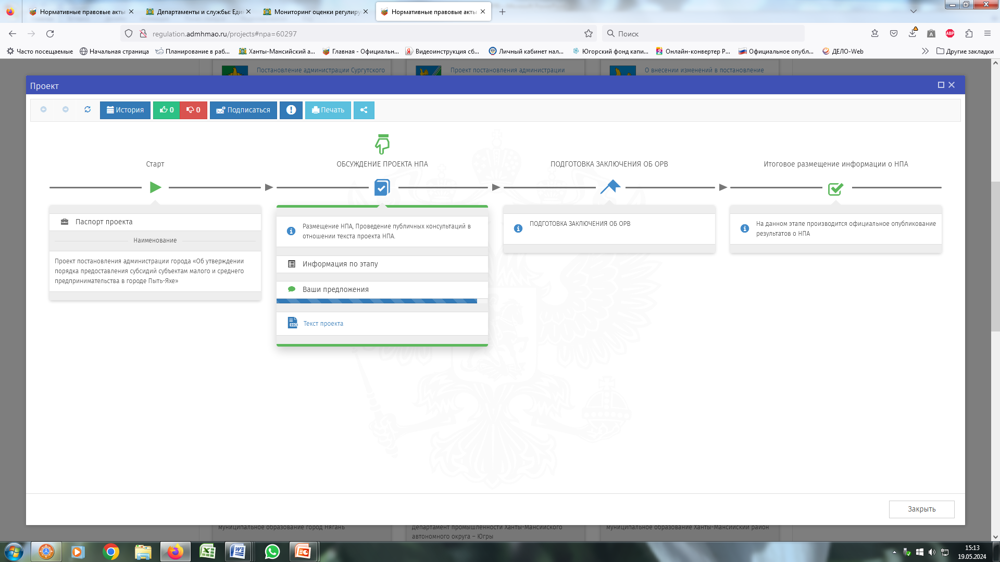 Нормативные правовые акты
Департаменты и службы: Еди
Мониторинг оценки регулиру
Нормативные правовые акты
regulation.admhmao.ru/projects#npa=60297
Поиск
Часто посещаемые
Начальная страница
Планирование в раб...
Ханты-Мансийский а...
Главная - Официальн...
Видеоинструкция сб...
Личный кабинет нал...
Югорский фонд капи...
Онлайн-конвертер Р...
Официальное опубл...
ДЕЛО-Web
Другие закладки
Постановление администрации Сургутского
Проект постановления администрации
О внесении изменений в постановление
Проект
История
0
0
Подписаться
Печать
Старт
ОБСУЖДЕНИЕ ПРОЕКТА НПА
ПОДГОТОВКА ЗАКЛЮЧЕНИЯ ОБ ОРВ
Итоговое размещение информации о НПА
Паспорт проекта
Наименование
Проект постановления администрации города «Об утверждении
порядка предоставления субсидий субъектам малого и среднего
предпринимательства в городе Пыть-Яхе»
Размещение НПА, Проведение публичных консультаций в
отношении текста проекта НПА.
Информация по этапу
Ваши предложения
DOCX
Текст проекта
ПОДГОТОВКА ЗАКЛЮЧЕНИЯ ОБ ОРВ
На данном этапе производится официальное опубликование
результатов о НПА
Закрыть
муниципальное образование город Нягань
Департамент промышленности Ханты-Мансийского
автономного округа – Югры
муниципальное образование Ханты-Мансийский район
15:13
19.05.2024